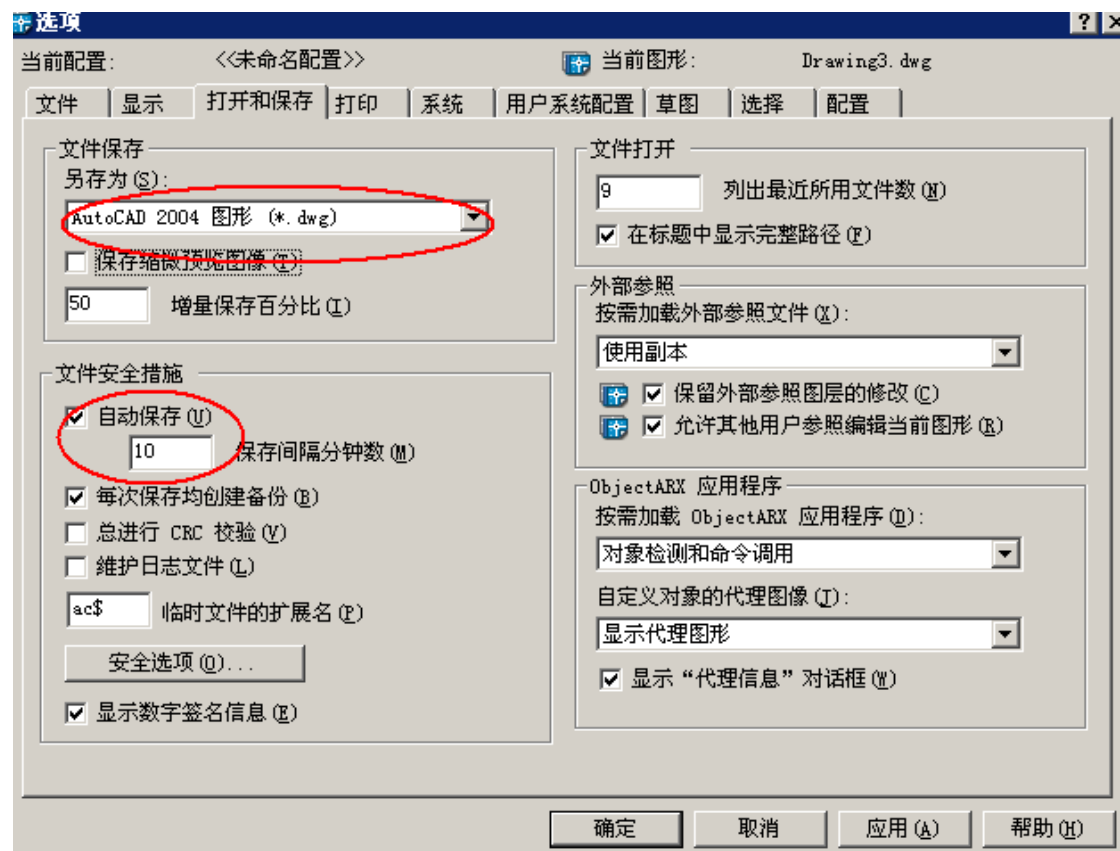 选项
当前配置: <<未命名配置>> 当前图形: Drawing3.dwg
文件 显示 打开和保存 打印 系统 用户系统配置 草图 选择 配置
文件保存
另存为(S):
AutoCAD 2004 图形 (*.dwg)
保存缩微预览图像(T)
50 增量保存百分比(I)
文件安全措施
自动保存(U)
10 保存间隔分钟数(M)
每次保存均创建备份(B)
总进行 CRC 校验(V)
维护日志文件(L)
ac$ 临时文件的扩展名(P)
安全选项(O)...
显示数字签名信息(E)
文件打开
9 列出最近所用文件数(N)
在标题中显示完整路径(F)
外部参照
按需加载外部参照文件(X):
使用副本
保留外部参照图层的修改(C)
允许其他用户参照编辑当前图形(R)
ObjectARX 应用程序
按需加载 ObjectARX 应用程序(D):
对象检测和命令调用
自定义对象的代理图像(J):
显示代理图形
显示“代理信息”对话框(W)
确定 取消 应用(A) 帮助(H)